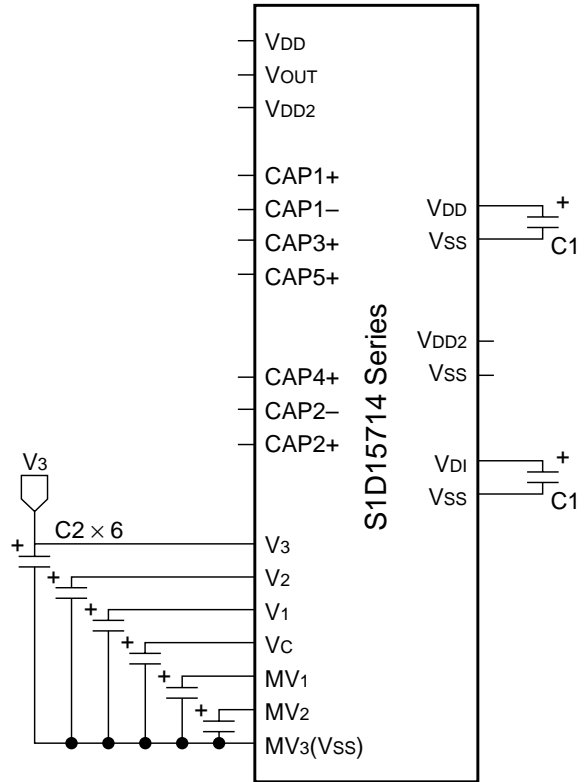 VDD
VOUT
VDD2
CAP1+
CAP1–
CAP3+
CAP5+
CAP4+
CAP2–
CAP2+
V3
C2 × 6
V3
V2
V1
VC
MV1
MV2
MV3(VSS)
+
+
+
+
+
+
S1D15714 Series
VDD
VSS
+
C1
VDD2
VSS
VDI
VSS
+
C1